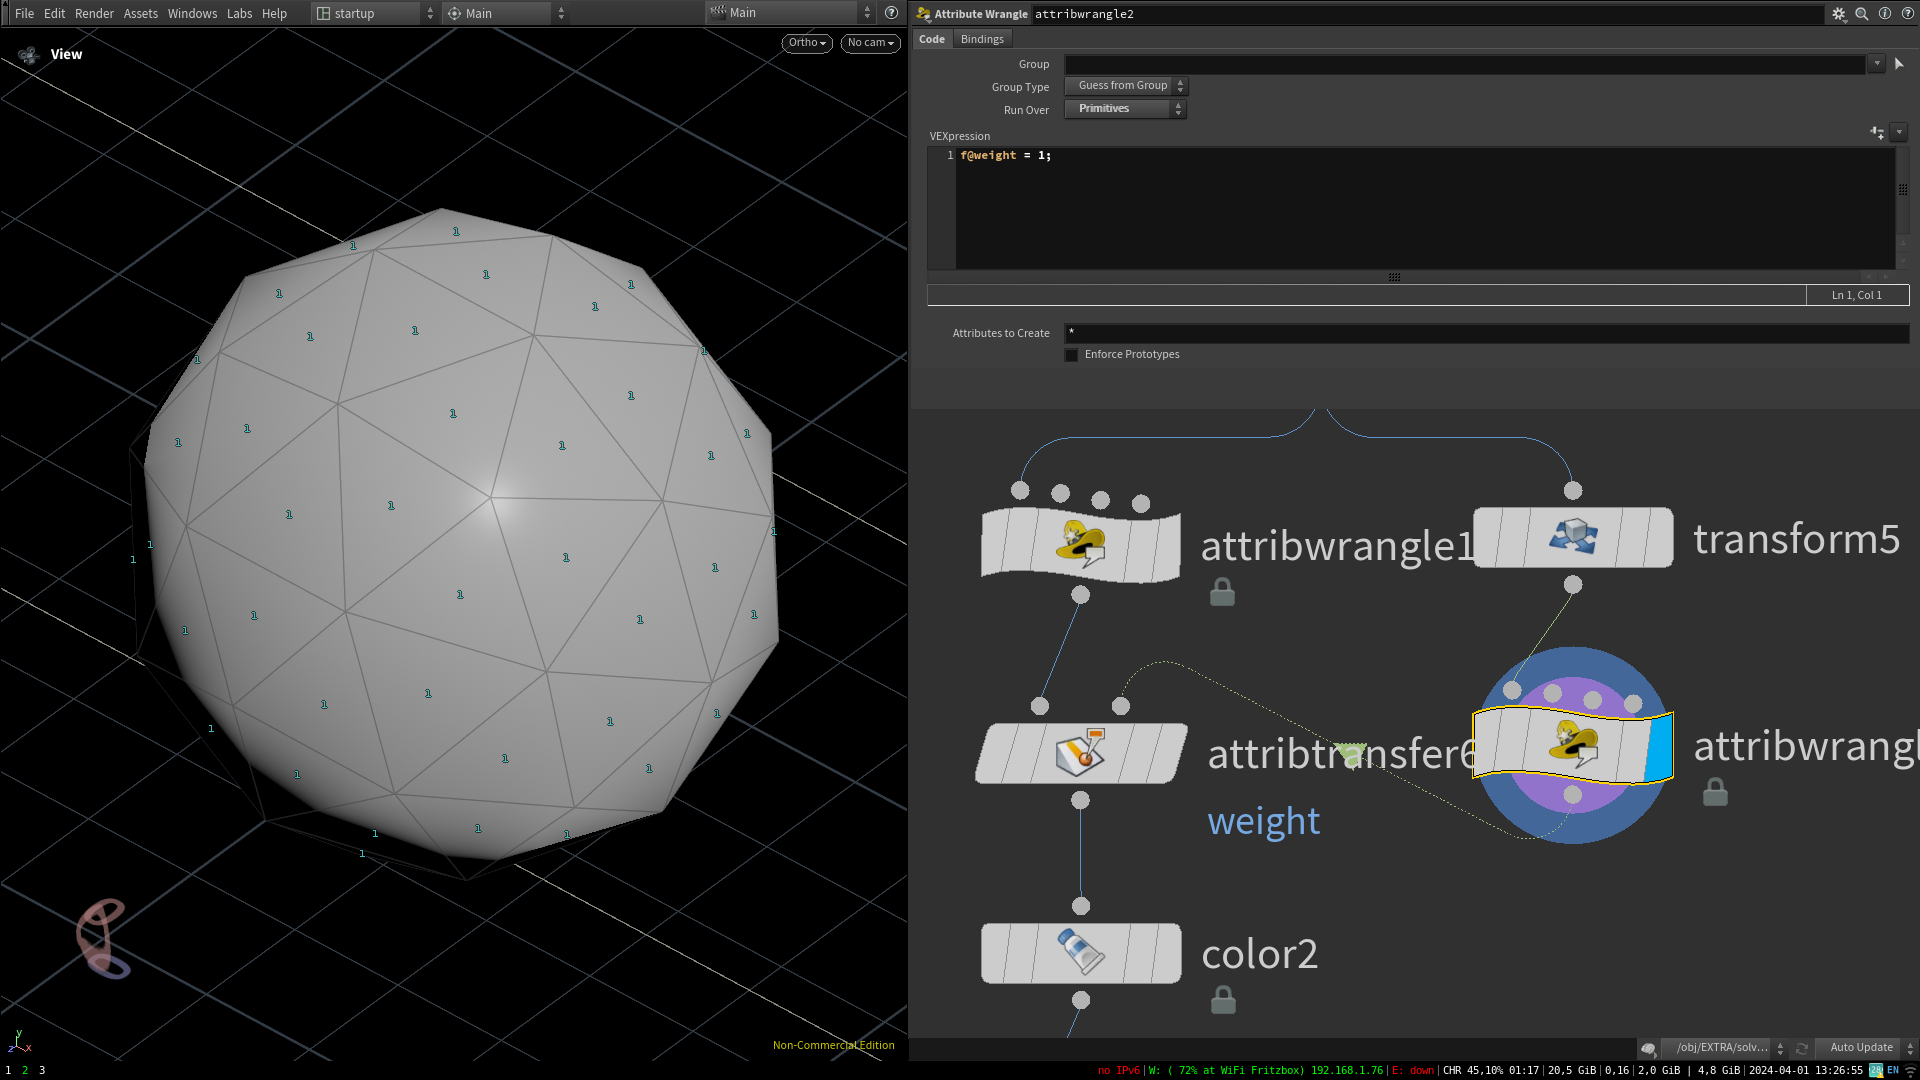 File Edit Render Assets Windows Labs Help startup Main Main
View
Ortho No cam
Non-Commercial Edition
y
z x
Attribute Wrangle attribwrangle2
Code Bindings
Group
Group Type Guess from Group
Run Over Primitives
VEXpression
1 f@weight = 1;
Ln 1, Col 1
Attributes to Create *
Enforce Prototypes
attribwrangle1
transform5
attribtransfer6
weight
attribwrangl
color2
/obj/EXTRA/solv... Auto Update
1 2 3
no IPv6| W: ( 72% at WiFi Fritzbox) 192.168.1.76| E: down| CHR 45,10% 01:17| 20,5 GiB| 0,16 | 2,0 GiB | 4,8 GiB| 2024-04-01 13:26:55 EN